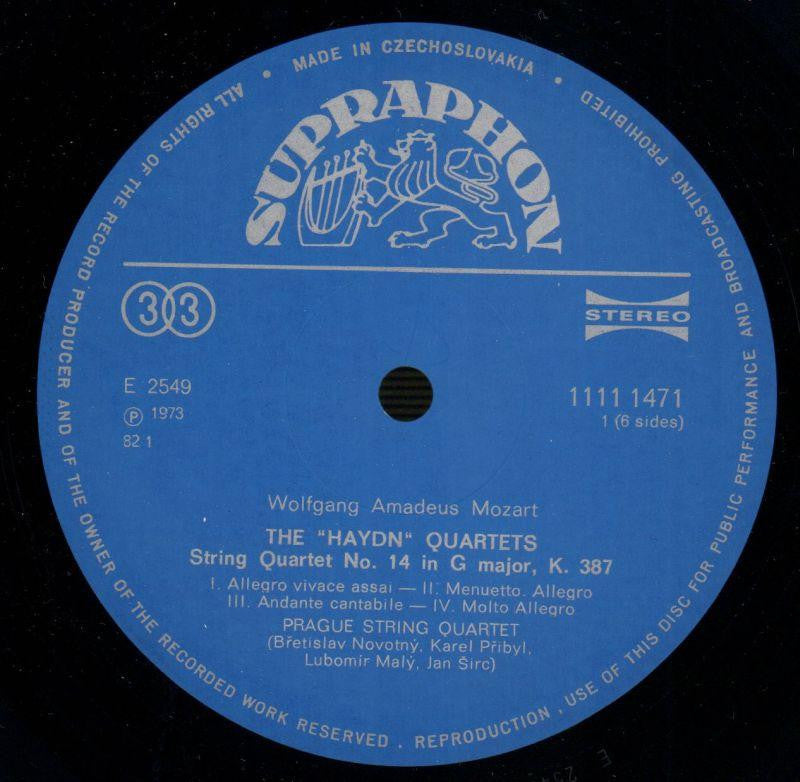 ALL RIGHTS OF THE RECORD PRODUCER AND OF THE OWNER OF THE RECORDED WORK RESERVED . REPRODUCTION , USE OF THIS DISC FOR PUBLIC PERFORMANCE AND BROADCASTING PROHIBITED
• MADE IN CZECHOSLOVAKIA •
SUPRAPHON
33
STEREO
E 2549
℗ 1973
82 1
1111 1471
1 (6 sides)
Wolfgang Amadeus Mozart
THE "HAYDN" QUARTETS
String Quartet No. 14 in G major, K. 387
I. Allegro vivace assai — II. Menuetto. Allegro
III. Andante cantabile — IV. Molto Allegro
PRAGUE STRING QUARTET
(Břetislav Novotný, Karel Přibyl,
Lubomír Malý, Jan Širc)